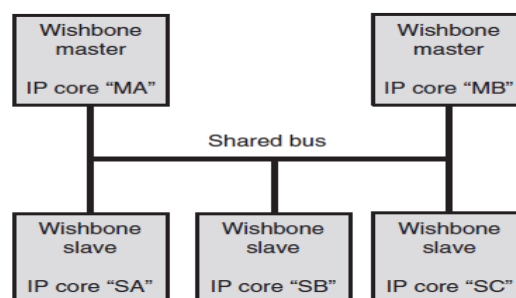 Wishbone
master
IP core “MA”
Wishbone
master
IP core “MB”
Shared bus
Wishbone
slave
IP core “SA”
Wishbone
slave
IP core “SB”
Wishbone
slave
IP core “SC”